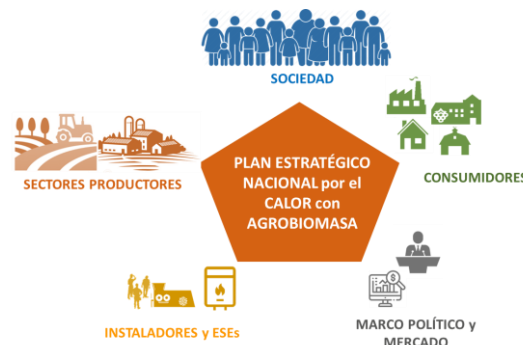 SOCIEDAD
PLAN ESTRATÉGICO
NACIONAL por el
CALOR con
AGROBIOMASA
SECTORES PRODUCTORES
CONSUMIDORES
INSTALADORES y ESEs
MARCO POLÍTICO y
MERCADO